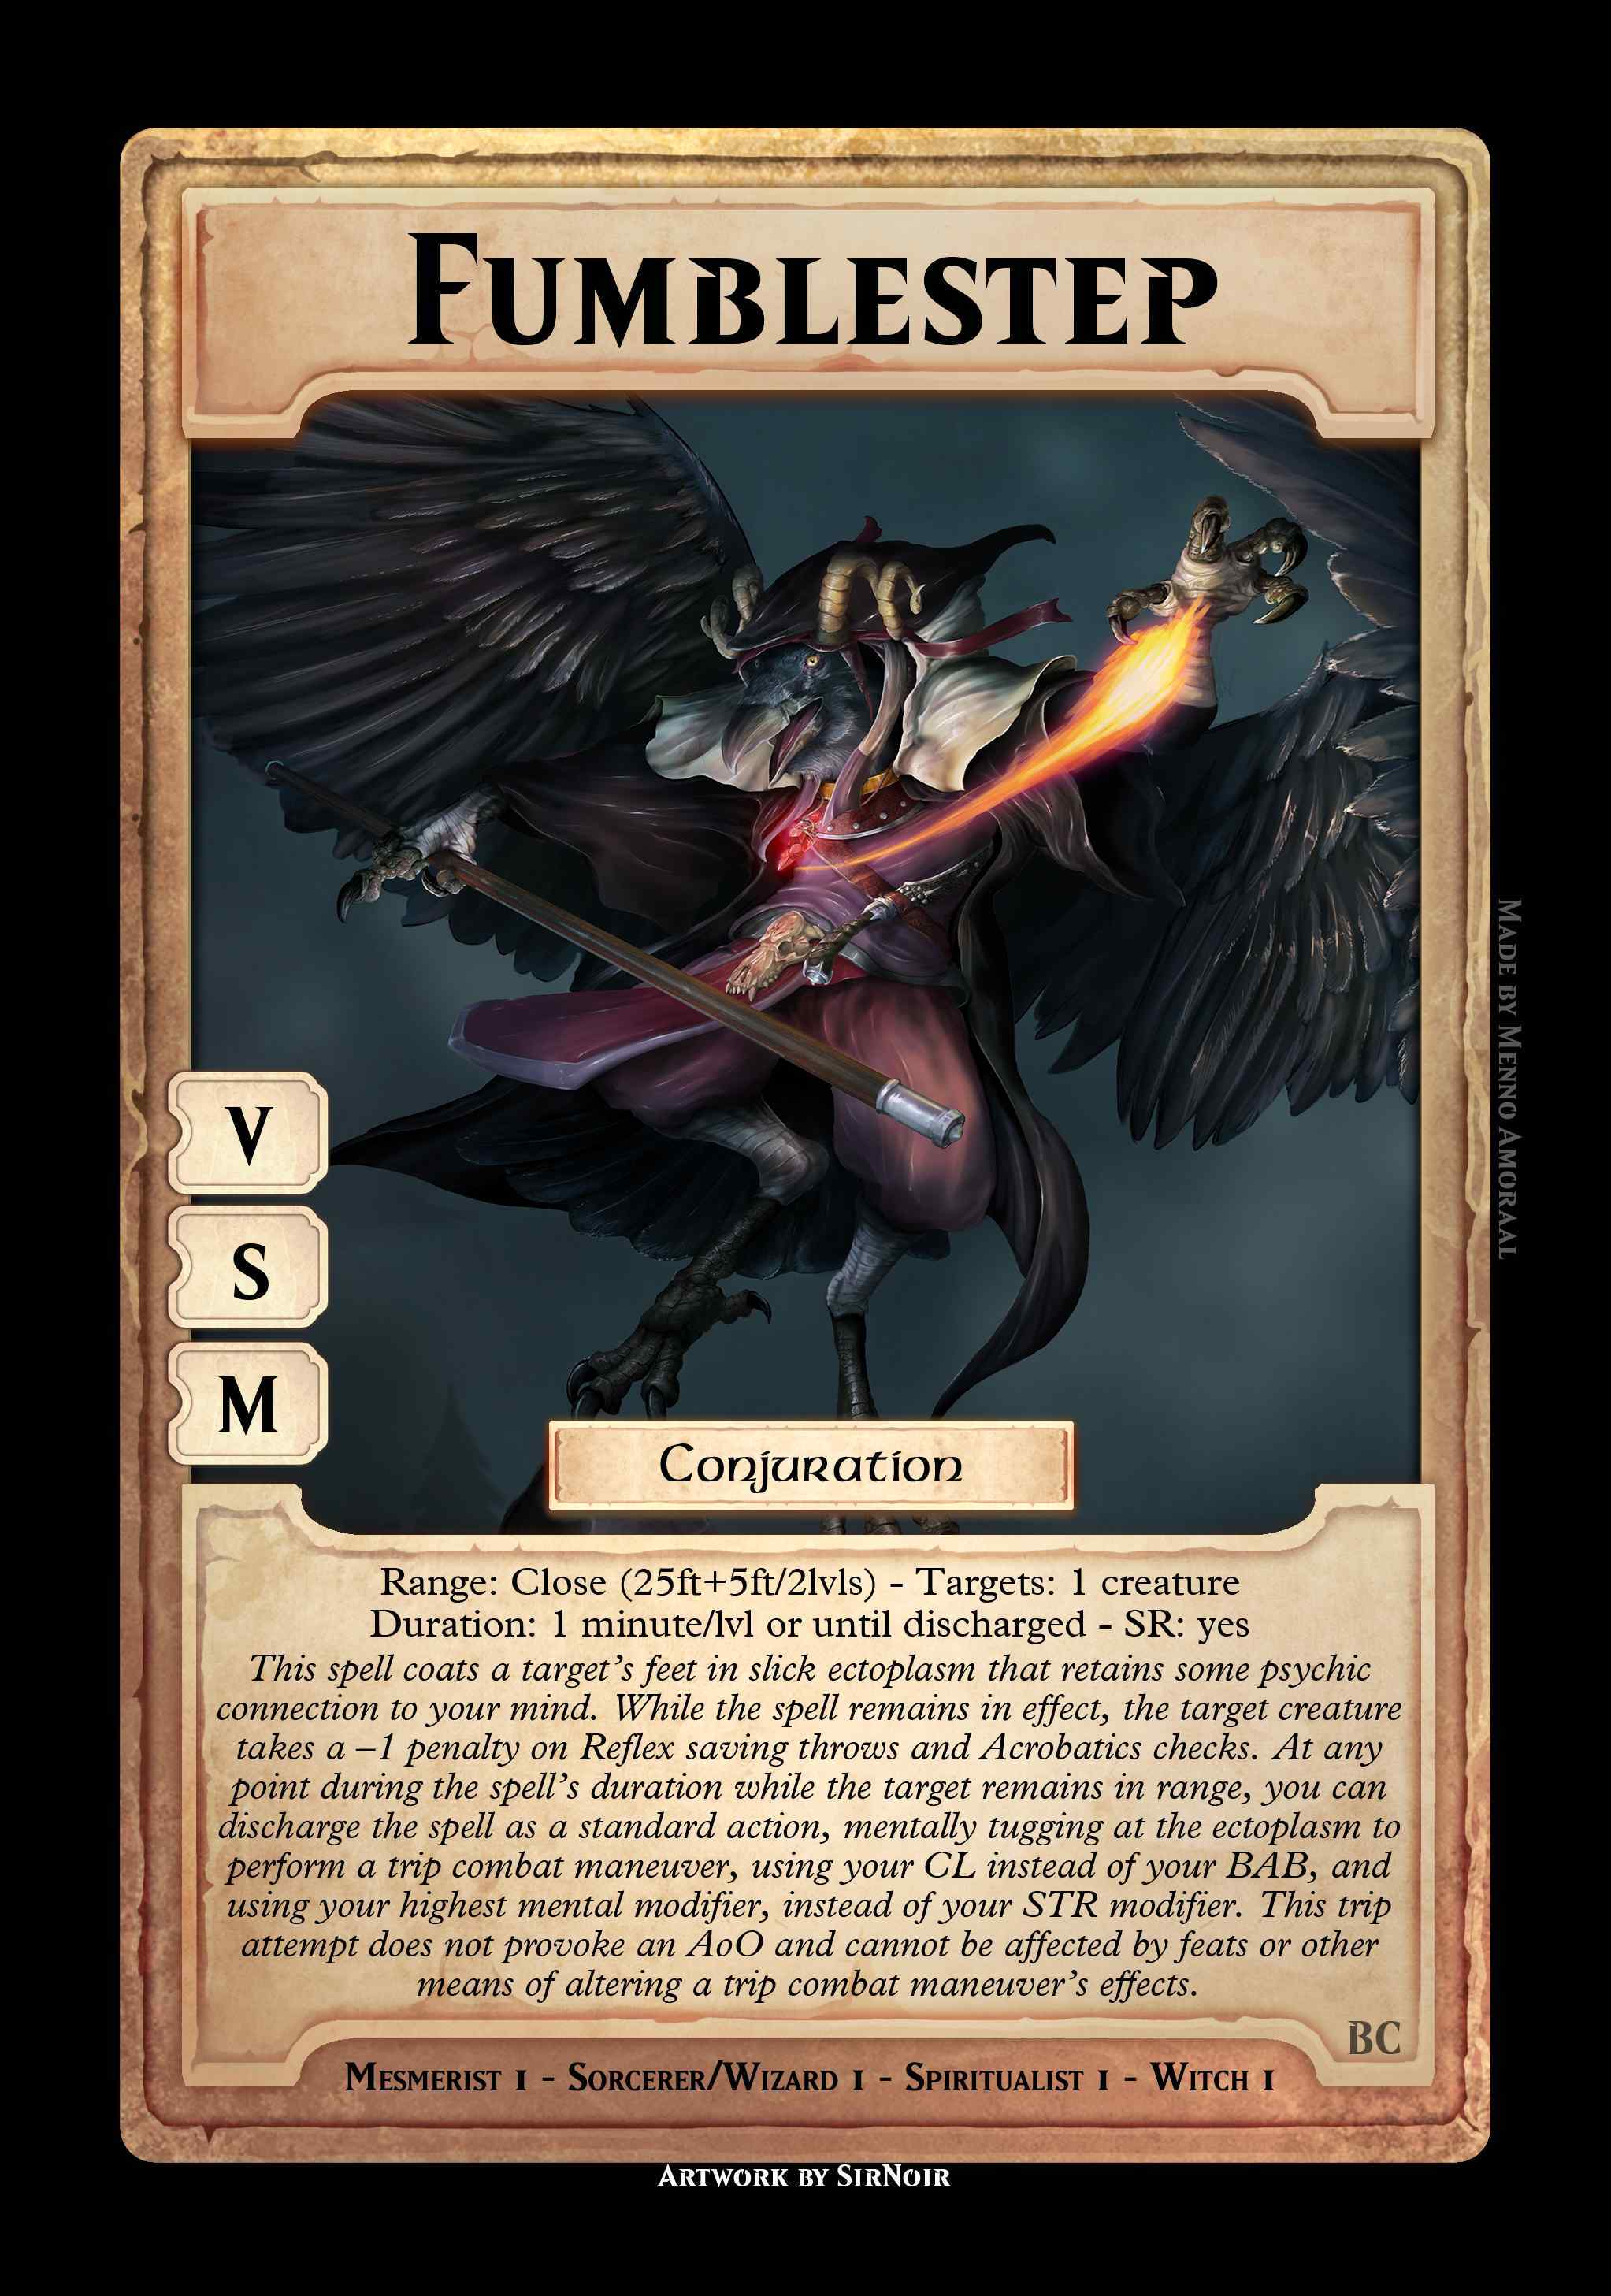 Fumblestep
V
S
M
Conjuration
Range: Close (25ft+5ft/2lvls) - Targets: 1 creature
Duration: 1 minute/lvl or until discharged - SR: yes
This spell coats a target's feet in slick ectoplasm that retains some psychic
connection to your mind. While the spell remains in effect, the target creature
takes a –1 penalty on Reflex saving throws and Acrobatics checks. At any
point during the spell's duration while the target remains in range, you can
discharge the spell as a standard action, mentally tugging at the ectoplasm to
perform a trip combat maneuver, using your CL instead of your BAB, and
using your highest mental modifier, instead of your STR modifier. This trip
attempt does not provoke an AoO and cannot be affected by feats or other
means of altering a trip combat maneuver's effects.
BC
Mesmerist 1 - Sorcerer/Wizard 1 - Spiritualist 1 - Witch 1
Artwork by SirNoir
Made by Menno Amoraal